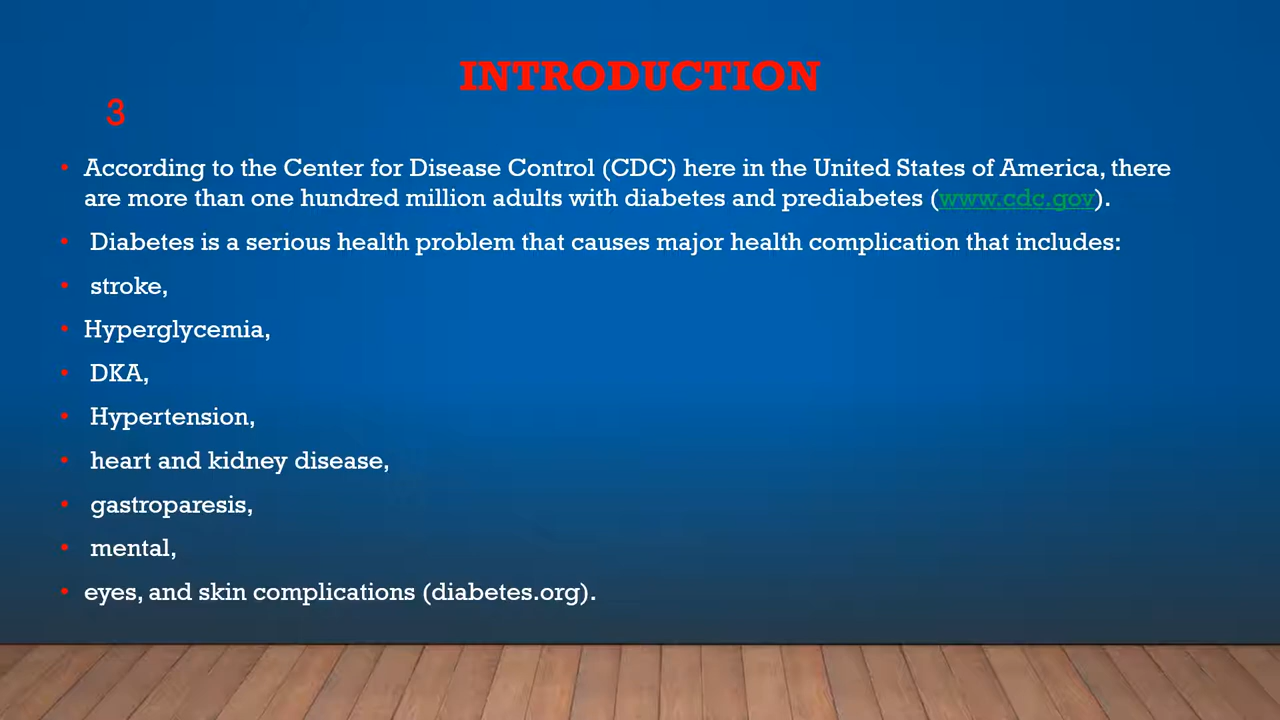 INTRODUCTION
3
• According to the Center for Disease Control (CDC) here in the United States of America, there
are more than one hundred million adults with diabetes and prediabetes (www.cdc.gov).
• Diabetes is a serious health problem that causes major health complication that includes:
• stroke,
• Hyperglycemia,
• DKA,
• Hypertension,
• heart and kidney disease,
• gastroparesis,
• mental,
• eyes, and skin complications (diabetes.org).